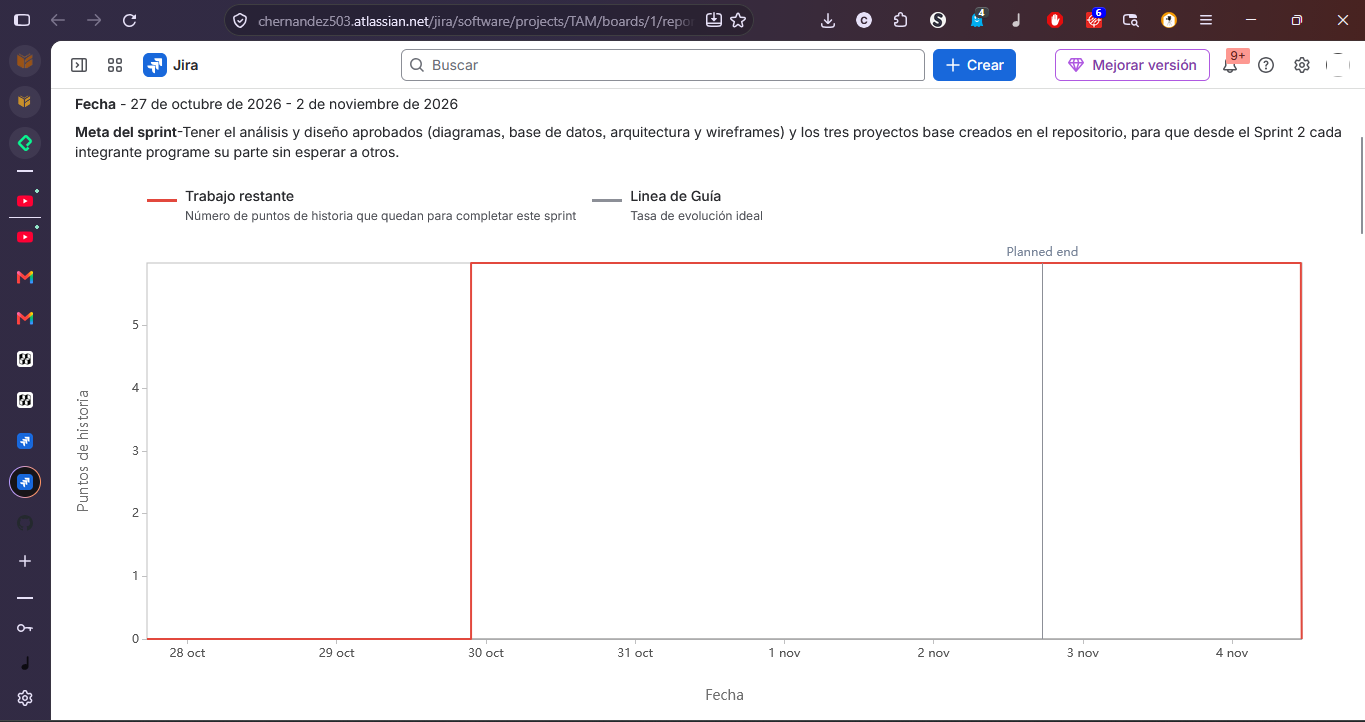 chernandez503.atlassian.net/jira/software/projects/TAM/boards/1/repor
4
6
Jira
Buscar
Crear
Mejorar versión
9+
Fecha - 27 de octubre de 2026 - 2 de noviembre de 2026
Meta del sprint-Tener el análisis y diseño aprobados (diagramas, base de datos, arquitectura y wireframes) y los tres proyectos base creados en el repositorio, para que desde el Sprint 2 cada
integrante programe su parte sin esperar a otros.
Trabajo restante
Número de puntos de historia que quedan para completar este sprint
Linea de Guía
Tasa de evolución ideal
Planned end
5
4
3
2
1
0
Puntos de historia
28 oct
29 oct
30 oct
31 oct
1 nov
2 nov
3 nov
4 nov
Fecha